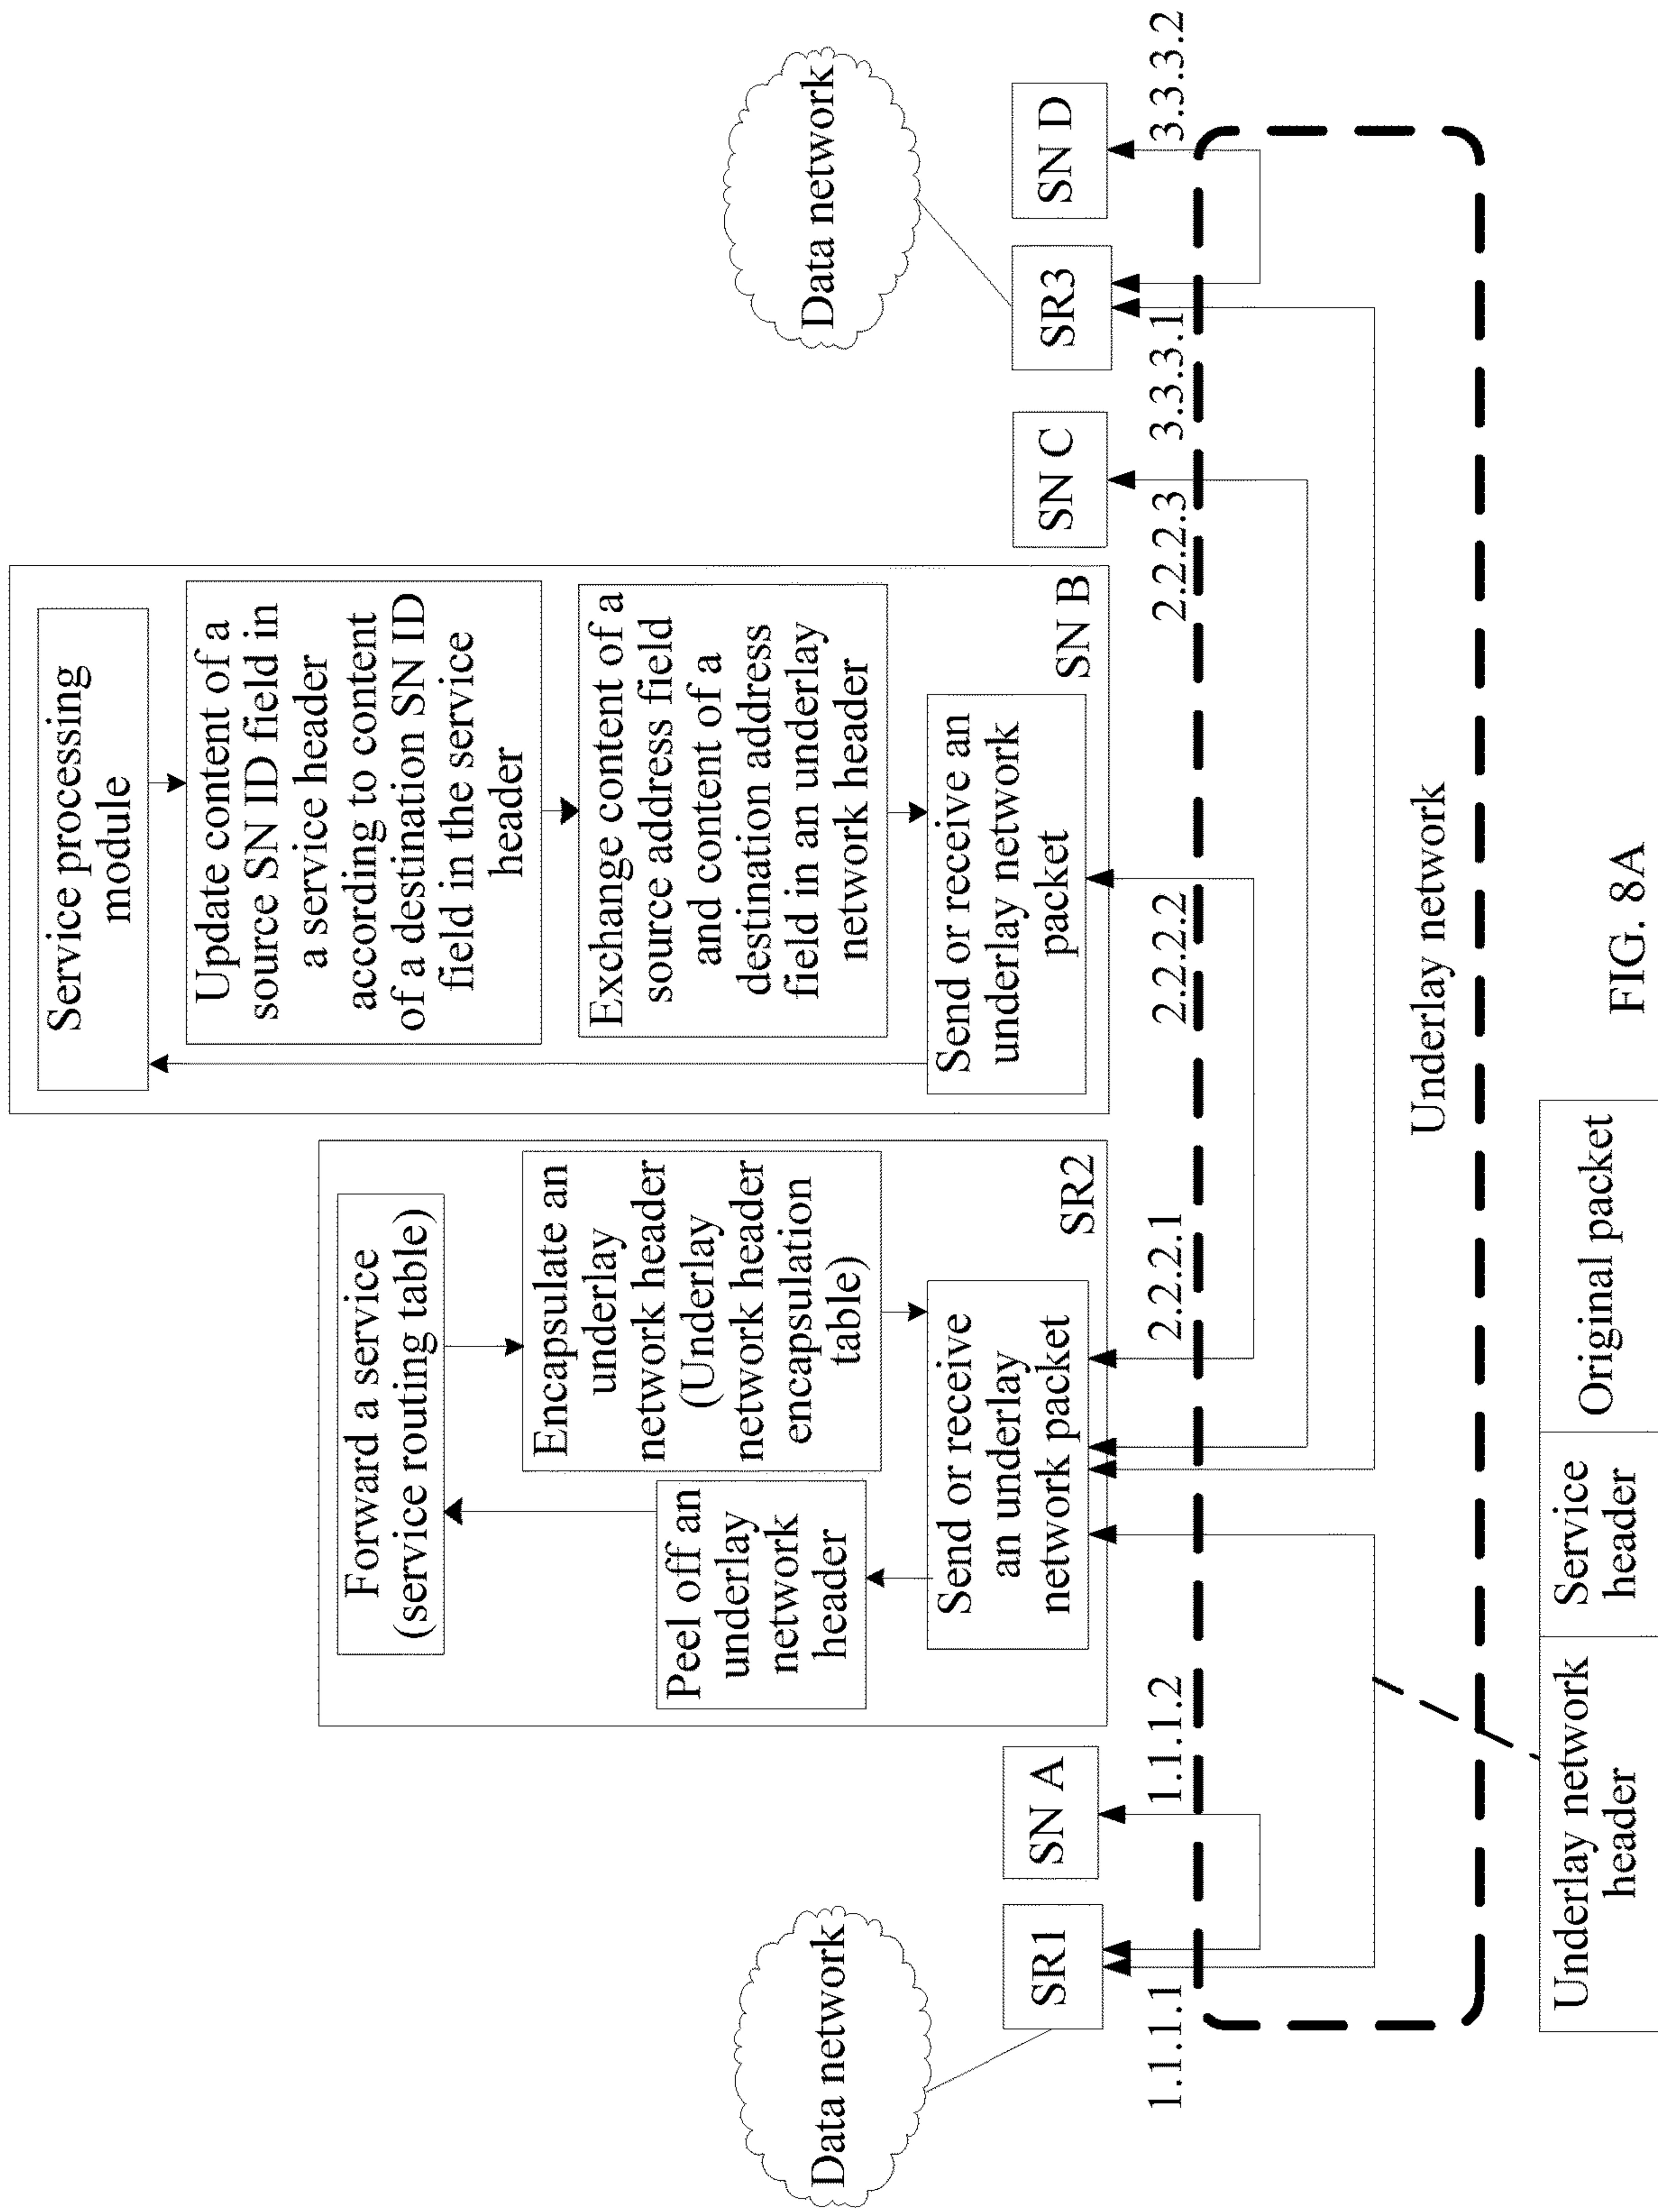 Data network
SR1
1.1.1.1
SN A
1.1.1.2
Forward a service
(service routing table)
Peel off an
underlay
network
header
Encapsulate an
underlay
network header
(Underlay
network header
encapsulation
table)
Send or receive
an underlay
network packet
SR2
2.2.2.1
Service processing
module
Update content of a
source SN ID field in
a service header
according to content
of a destination SN ID
field in the service
header
Exchange content of a
source address field
and content of a
destination address
field in an underlay
network header
Send or receive an
underlay network
packet
SN B
2.2.2.2
SN C
2.2.2.3
Data network
SR3
3.3.3.1
SN D
3.3.3.2
Underlay network
Underlay network
header
Service
header
Original packet
FIG. 8A